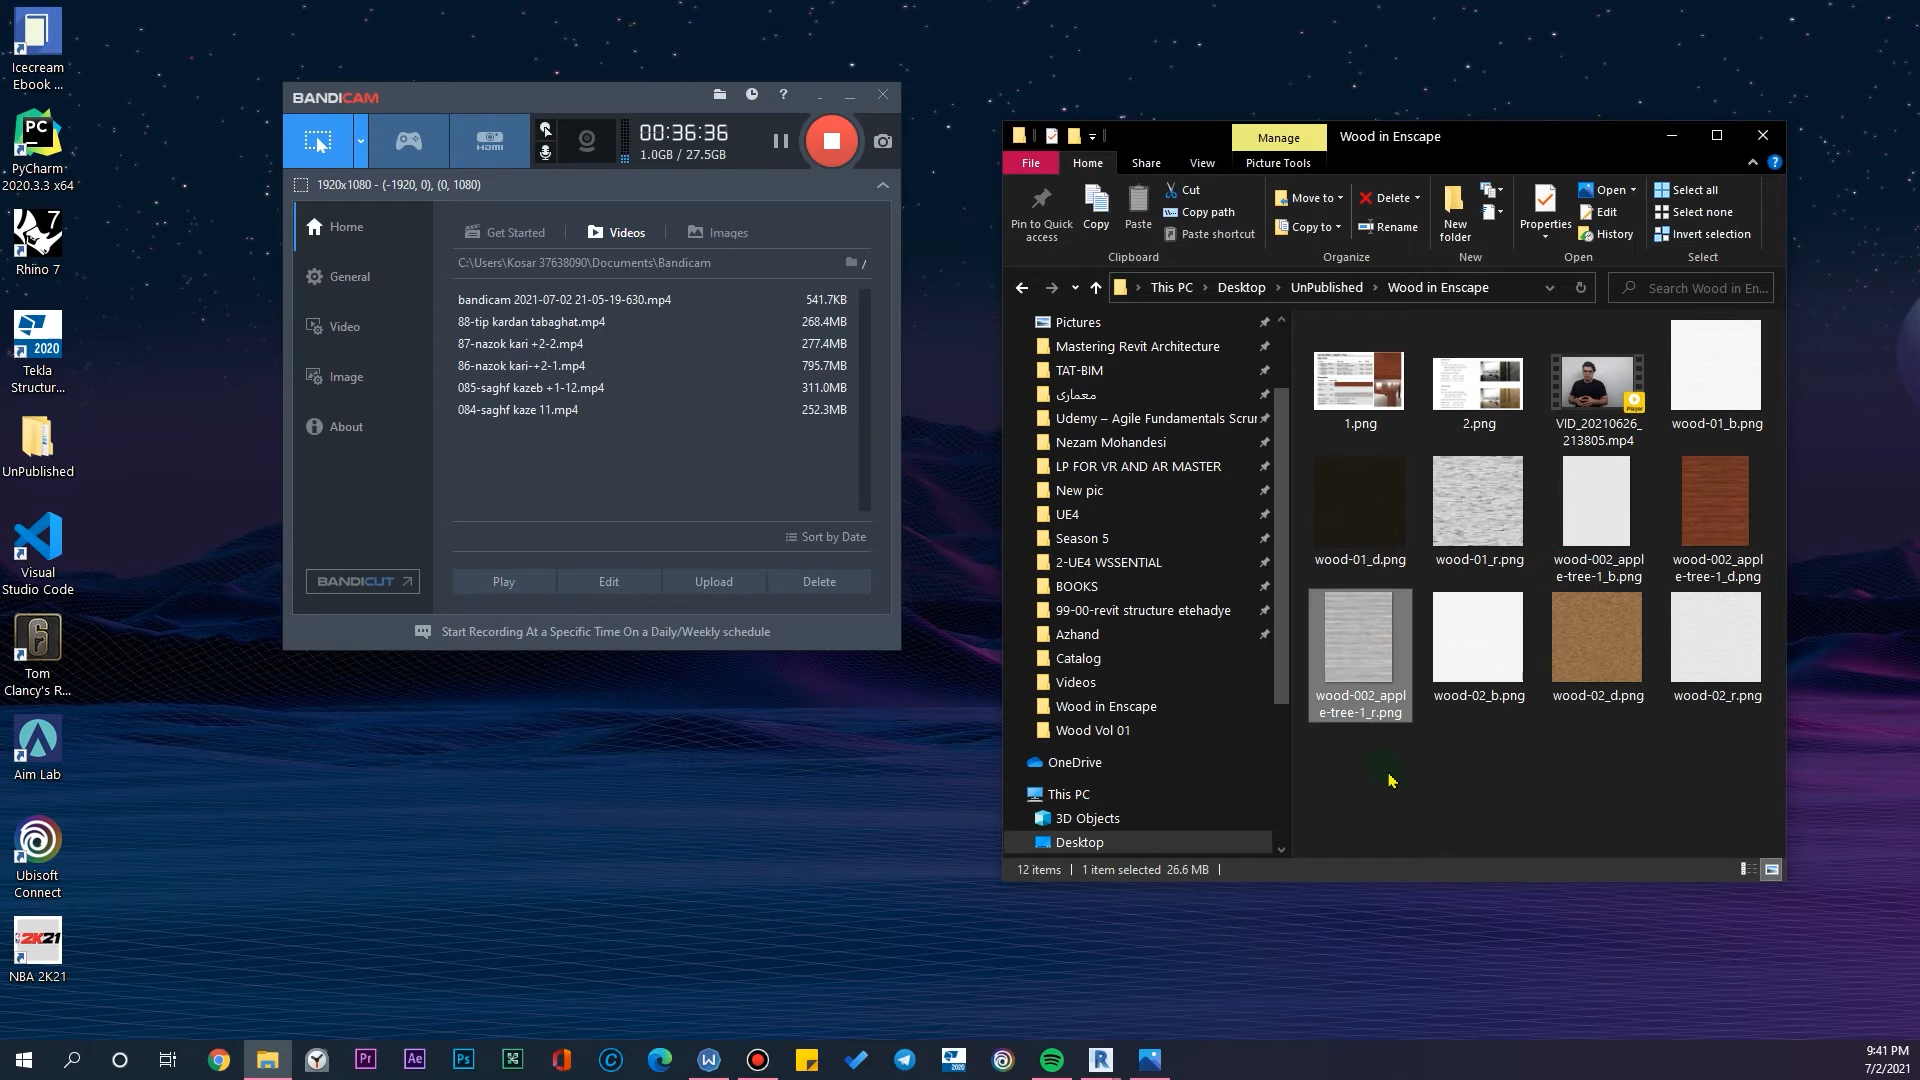 Icecream
Ebook ...
PC
PyCharm
2020.3.3 x64
7
Rhino 7
2020
Tekla
Structur...
UnPublished
Visual
Studio Code
6
Tom
Clancy's R...
Aim Lab
Ubisoft
Connect
2K21
NBA 2K21
BANDICAM
?
HDMI
00:36:36
1.0GB / 27.5GB
1920x1080 - (-1920, 0), (0, 1080)
Home
General
Video
Image
About
BANDICUT
Get Started
Videos
Images
C:\Users\Kosar 37638090\Documents\Bandicam
/
bandicam 2021-07-02 21-05-19-630.mp4 541.7KB
88-tip kardan tabaghat.mp4 268.4MB
87-nazok kari +2-2.mp4 277.4MB
86-nazok kari-+2-1.mp4 795.7MB
085-saghf kazeb +1-12.mp4 311.0MB
084-saghf kaze 11.mp4 252.3MB
Sort by Date
Play Edit Upload Delete
Start Recording At a Specific Time On a Daily/Weekly schedule
Manage
Wood in Enscape
File Home Share View Picture Tools
?
Pin to Quick
access
Copy
Paste
Cut
Copy path
Paste shortcut
Clipboard
Move to
Copy to
Delete
Rename
Organize
New
folder
New
Properties
Open
Edit
History
Open
Select all
Select none
Invert selection
Select
This PC > Desktop > UnPublished > Wood in Enscape
Search Wood in En...
Pictures
Mastering Revit Architecture
TAT-BIM
معماری
Udemy – Agile Fundamentals Scrur
Nezam Mohandesi
LP FOR VR AND AR MASTER
New pic
UE4
Season 5
2-UE4 WSSENTIAL
BOOKS
99-00-revit structure etehadye
Azhand
Catalog
Videos
Wood in Enscape
Wood Vol 01
OneDrive
This PC
3D Objects
Desktop
1.png
2.png
VID_20210626_
213805.mp4
wood-01_b.png
wood-01_d.png
wood-01_r.png
wood-002_appl
e-tree-1_b.png
wood-002_appl
e-tree-1_d.png
wood-002_appl
e-tree-1_r.png
wood-02_b.png
wood-02_d.png
wood-02_r.png
12 items
1 item selected 26.6 MB
Pr
Ae
Ps
W
2020
R
9:41 PM
7/2/2021